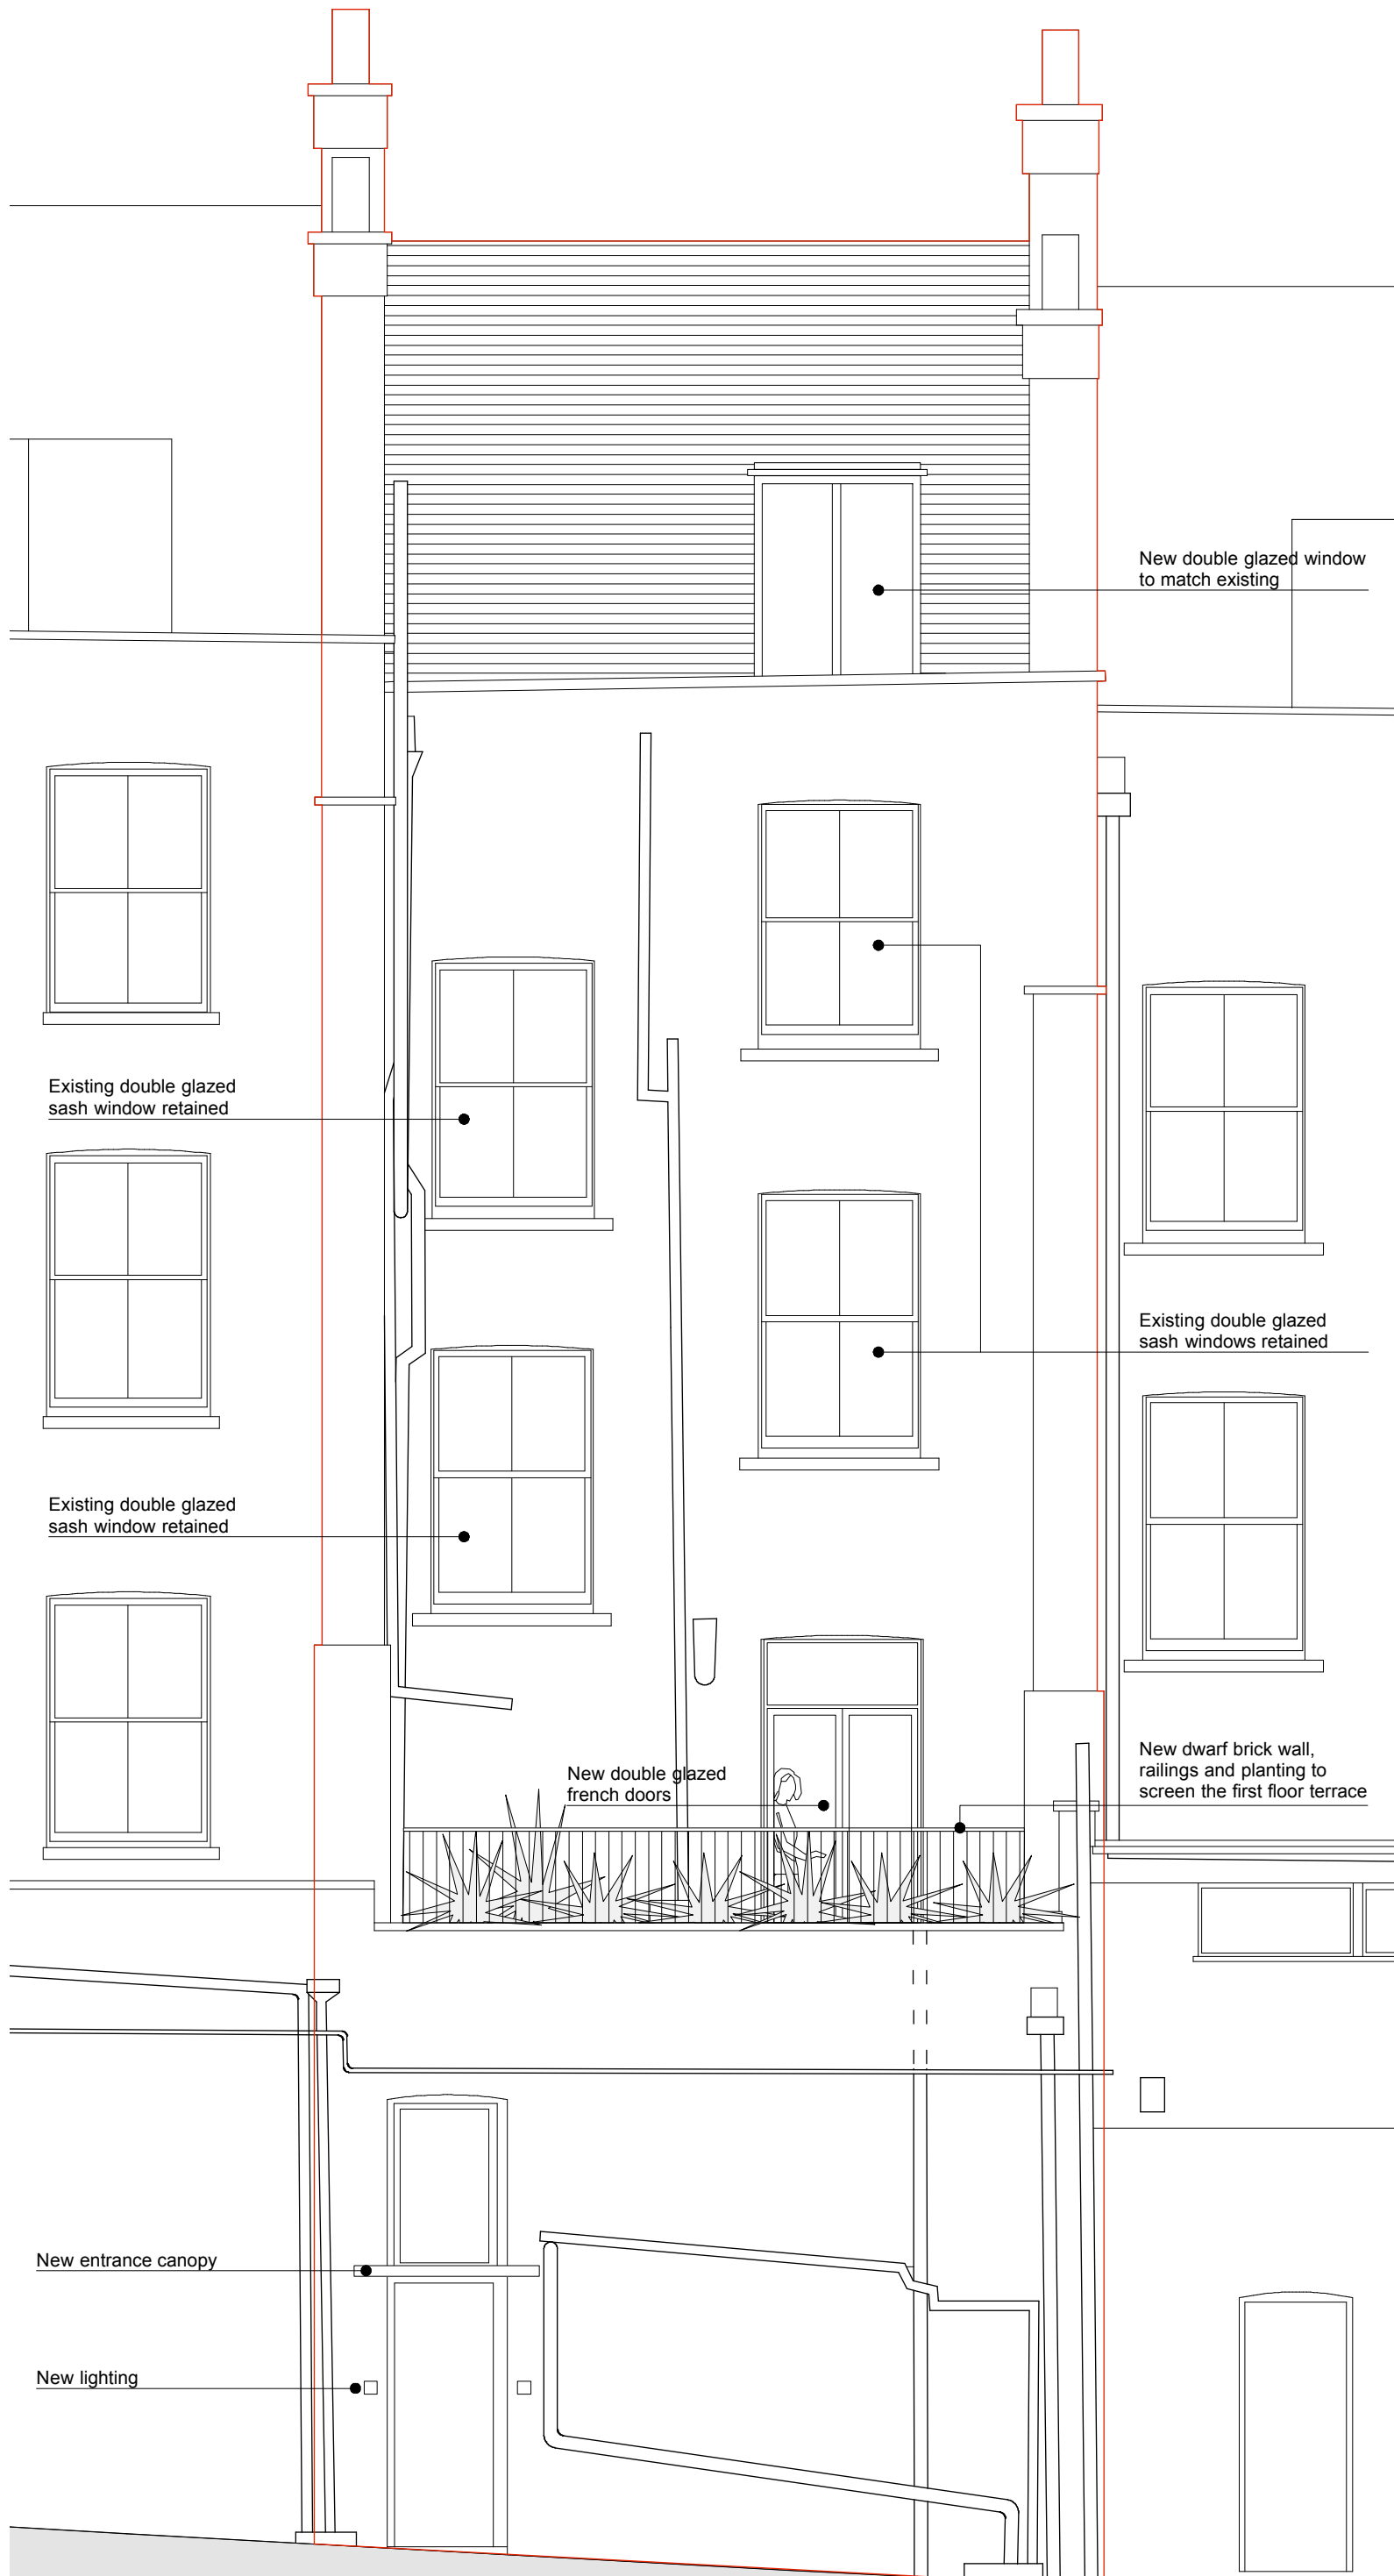 New double glazed window
to match existing
Existing double glazed
sash window retained
Existing double glazed
sash windows retained
Existing double glazed
sash window retained
New double glazed
french doors
New dwarf brick wall,
railings and planting to
screen the first floor terrace
New entrance canopy
New lighting